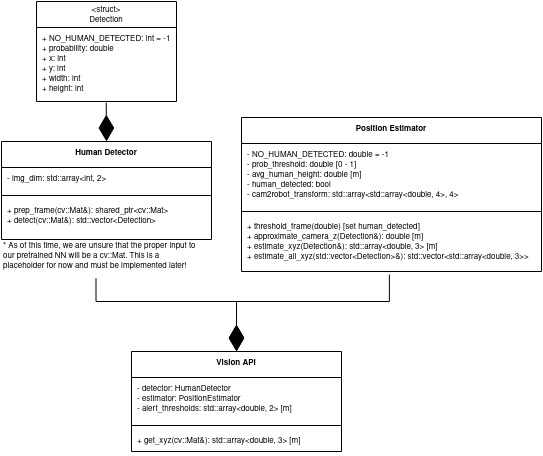 <struct>
Detection
+ NO_HUMAN_DETECTED: int = -1
+ probability: double
+ x: int
+ y: int
+ width: int
+ height: int
Human Detector
- img_dim: std::array<int, 2>
+ prep_frame(cv::Mat&): shared_ptr<cv::Mat>
+ detect(cv::Mat&): std::vector<Detection>
* As of this time, we are unsure that the proper input to
our pretrained NN will be a cv::Mat. This is a
placeholder for now and must be implemented later!
Position Estimator
- NO_HUMAN_DETECTED: double = -1
- prob_threshold: double [0 - 1]
- avg_human_height: double [m]
- human_detected: bool
- cam2robot_transform: std::array<std::array<double, 4>, 4>
+ threshold_frame(double) [set human_detected]
+ approximate_camera_z(Detection&): double [m]
+ estimate_xyz(Detection&): std::array<double, 3> [m]
+ estimate_all_xyz(std::vector<Detection>&): std::vector<std::array<double, 3>>
Vision API
- detector: HumanDetector
- estimator: PositionEstimator
- alert_thresholds: std::array<double, 2> [m]
+ get_xyz(cv::Mat&): std::array<double, 3> [m]